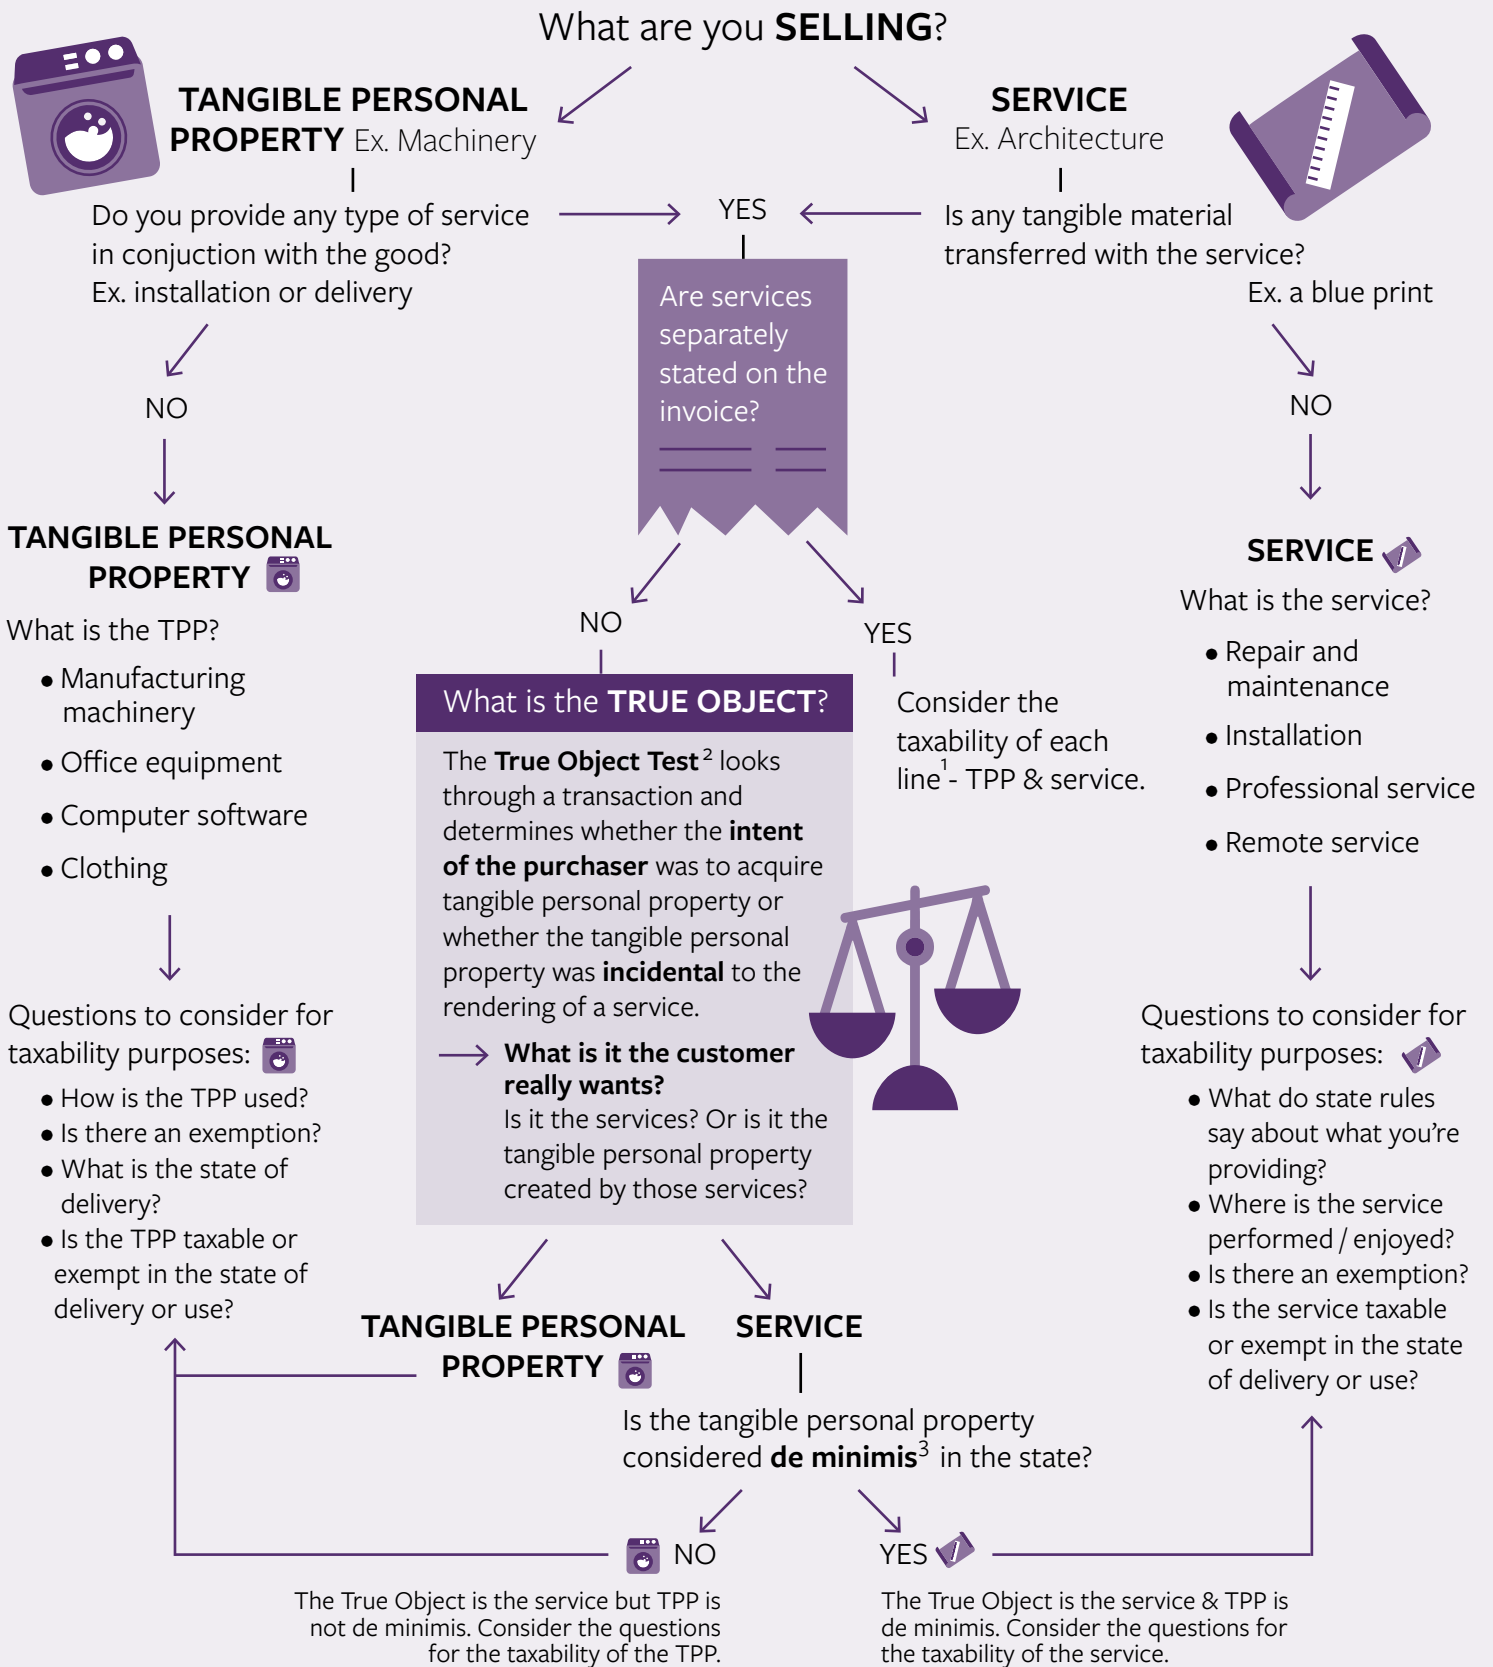 What are you SELLING?
TANGIBLE PERSONAL
PROPERTY Ex. Machinery
SERVICE
Ex. Architecture
Do you provide any type of service
in conjuction with the good?
Ex. installation or delivery
YES
Is any tangible material
transferred with the service?
Ex. a blue print
Are services
separately
stated on the
invoice?
NO
NO
TANGIBLE PERSONAL
PROPERTY
What is the TPP?
• Manufacturing
machinery
• Office equipment
• Computer software
• Clothing
Questions to consider for
taxability purposes:
• How is the TPP used?
• Is there an exemption?
• What is the state of
delivery?
• Is the TPP taxable or
exempt in the state of
delivery or use?
NO
YES
What is the TRUE OBJECT?
The True Object Test² looks
through a transaction and
determines whether the intent
of the purchaser was to acquire
tangible personal property or
whether the tangible personal
property was incidental to the
rendering of a service.
What is it the customer
really wants?
Is it the services? Or is it the
tangible personal property
created by those services?
Consider the
taxability of each
line¹- TPP & service.
SERVICE
What is the service?
• Repair and
maintenance
• Installation
• Professional service
• Remote service
Questions to consider for
taxability purposes:
• What do state rules
say about what you're
providing?
• Where is the service
performed / enjoyed?
• Is there an exemption?
• Is the service taxable
or exempt in the state
of delivery or use?
TANGIBLE PERSONAL
PROPERTY
SERVICE
Is the tangible personal property
considered de minimis³ in the state?
NO
YES
The True Object is the service but TPP is
not de minimis. Consider the questions
for the taxability of the TPP.
The True Object is the service & TPP is
de minimis. Consider the questions for
the taxability of the service.